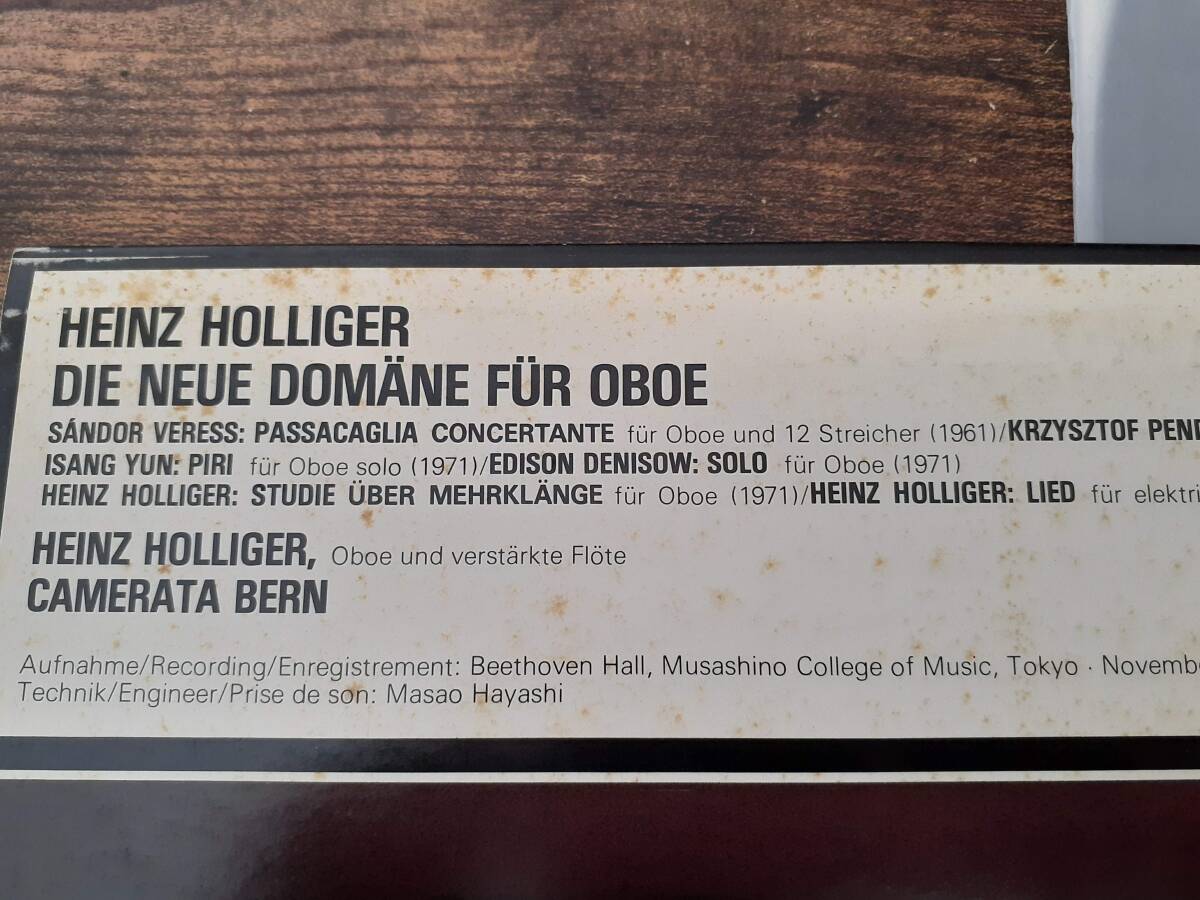 HEINZ HOLLIGER
DIE NEUE DOMÄNE FÜR OBOE
SÁNDOR VERESS: PASSACAGLIA CONCERTANTE für Oboe und 12 Streicher (1961)/KRZYSZTOF
ISANG YUN: PIRI für Oboe solo (1971)/EDISON DENISOW: SOLO für Oboe (1971)
HEINZ HOLLIGER: STUDIE ÜBER MEHRKLÄNGE für Oboe (1971)/HEINZ HOLLIGER: LIED für
HEINZ HOLLIGER, Oboe und verstärkte Flöte
CAMERATA BERN
Aufnahme/Recording/Enregistrement: Beethoven Hall, Musashino College of Music, Tokyo ·
Technik/Engineer/Prise de son: Masao Hayashi